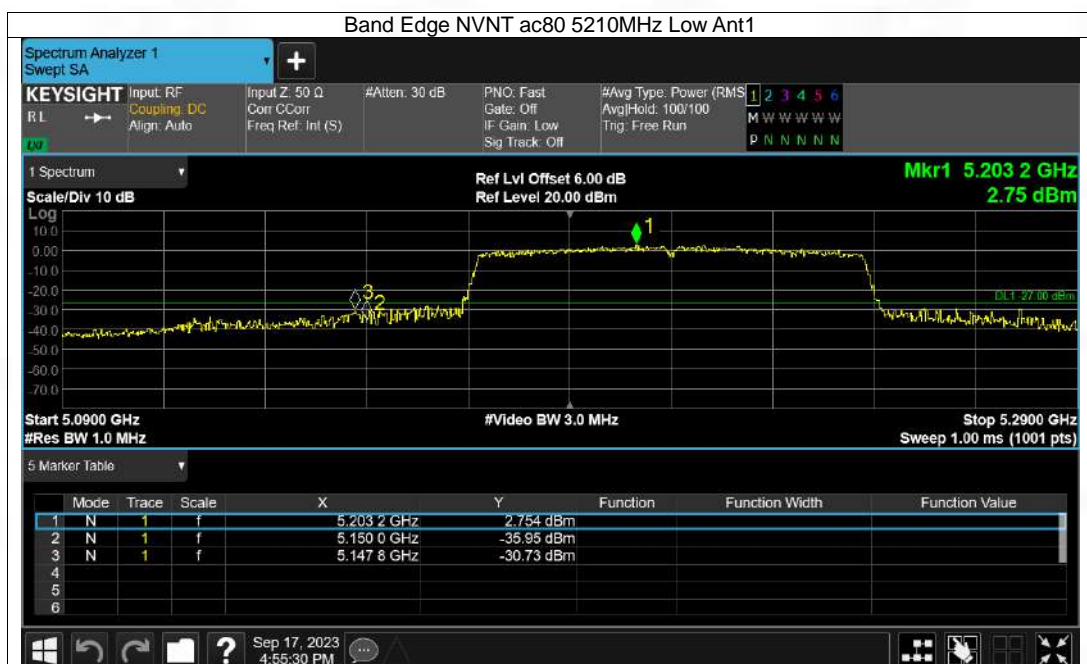 Band Edge NVNT ac80 5210MHz Low Ant1
Spectrum Analyzer 1
Swept SA
+
KEYSIGHT
R L
LXI
Input: RF
Coupling: DC
Align: Auto
Input Z: 50 Ω
Corr CCorr
Freq Ref: Int (S)
#Atten: 30 dB
PNO: Fast
Gate: Off
IF Gain: Low
Sig Track: Off
#Avg Type: Power (RMS
Avg|Hold: 100/100
Trig: Free Run
1 2 3 4 5 6
M W W W W W
P N N N N N
1 Spectrum
Scale/Div 10 dB
Ref Lvl Offset 6.00 dB
Ref Level 20.00 dBm
Mkr1 5.203 2 GHz
2.75 dBm
Log
10.0
0.00
-10.0
-20.0
-30.0
-40.0
-50.0
-60.0
-70.0
1
3
2
DL1 -27.00 dBm
Start 5.0900 GHz
#Res BW 1.0 MHz
#Video BW 3.0 MHz
Stop 5.2900 GHz
Sweep 1.00 ms (1001 pts)
5 Marker Table
Mode Trace Scale X Y Function Function Width Function Value
1 N 1 f 5.203 2 GHz 2.754 dBm
2 N 1 f 5.150 0 GHz -35.95 dBm
3 N 1 f 5.147 8 GHz -30.73 dBm
4
5
6
?
Sep 17, 2023
4:55:30 PM